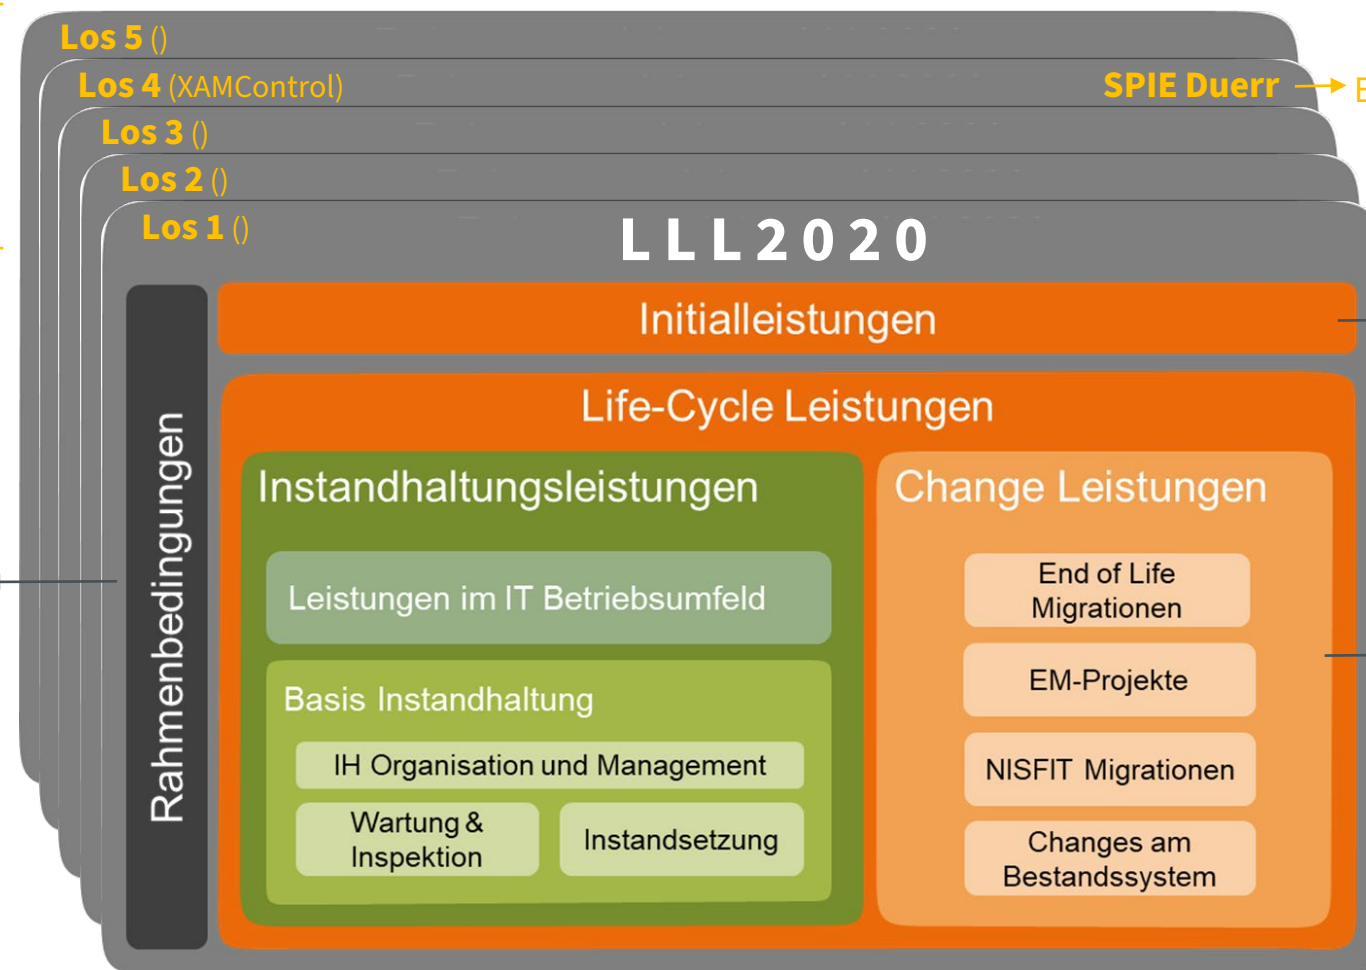 Los 5 ()
Los 4 (XAMControl) SPIE Duerr
Los 3 ()
Los 2 ()
Los 1 ()
LLL2020
Initialleistungen
Life-Cycle Leistungen
Rahmenbedingungen
Instandhaltungsleistungen
Leistungen im IT Betriebsumfeld
Basis Instandhaltung
IH Organisation und Management
Wartung &
Inspektion
Instandsetzung
Change Leistungen
End of Life
Migrationen
EM-Projekte
NISFIT Migrationen
Changes am
Bestandssystem